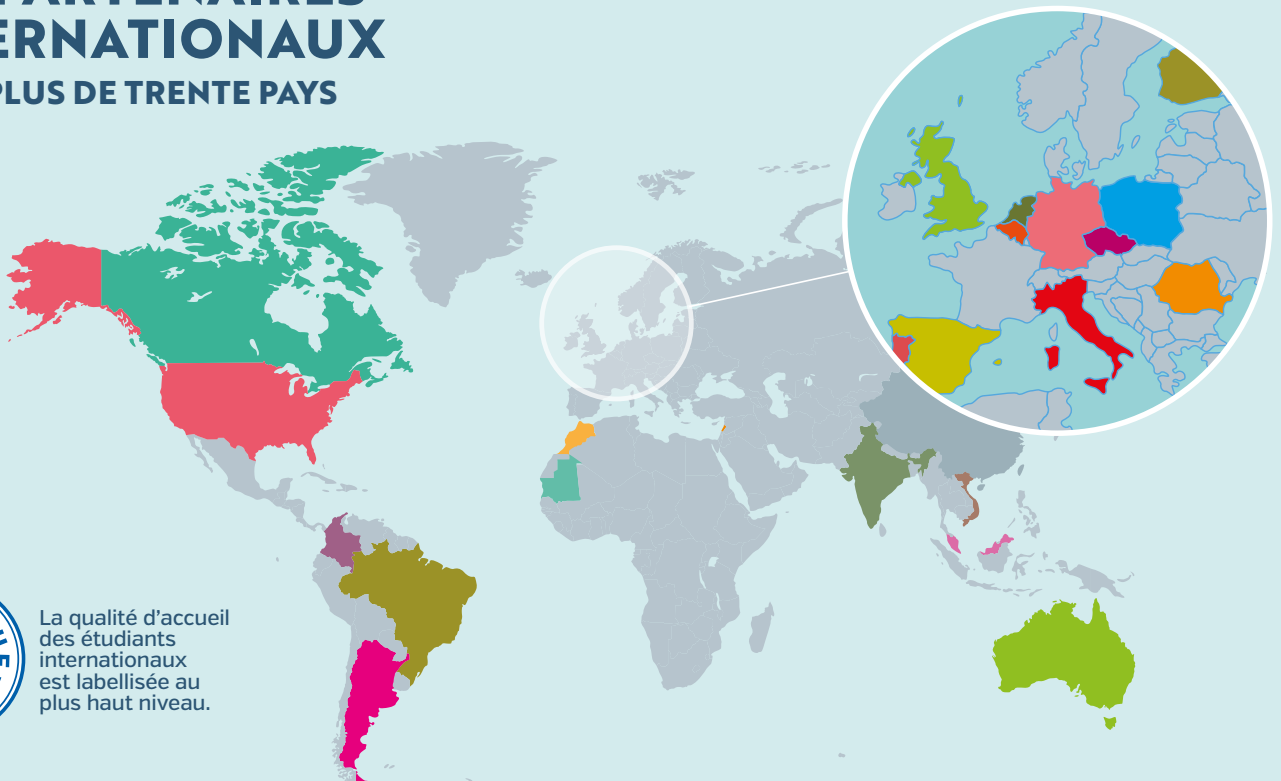 ERNATIONAUX
PLUS DE TRENTE PAYS
La qualité d’accueil
des étudiants
internationaux
est labellisée au
plus haut niveau.